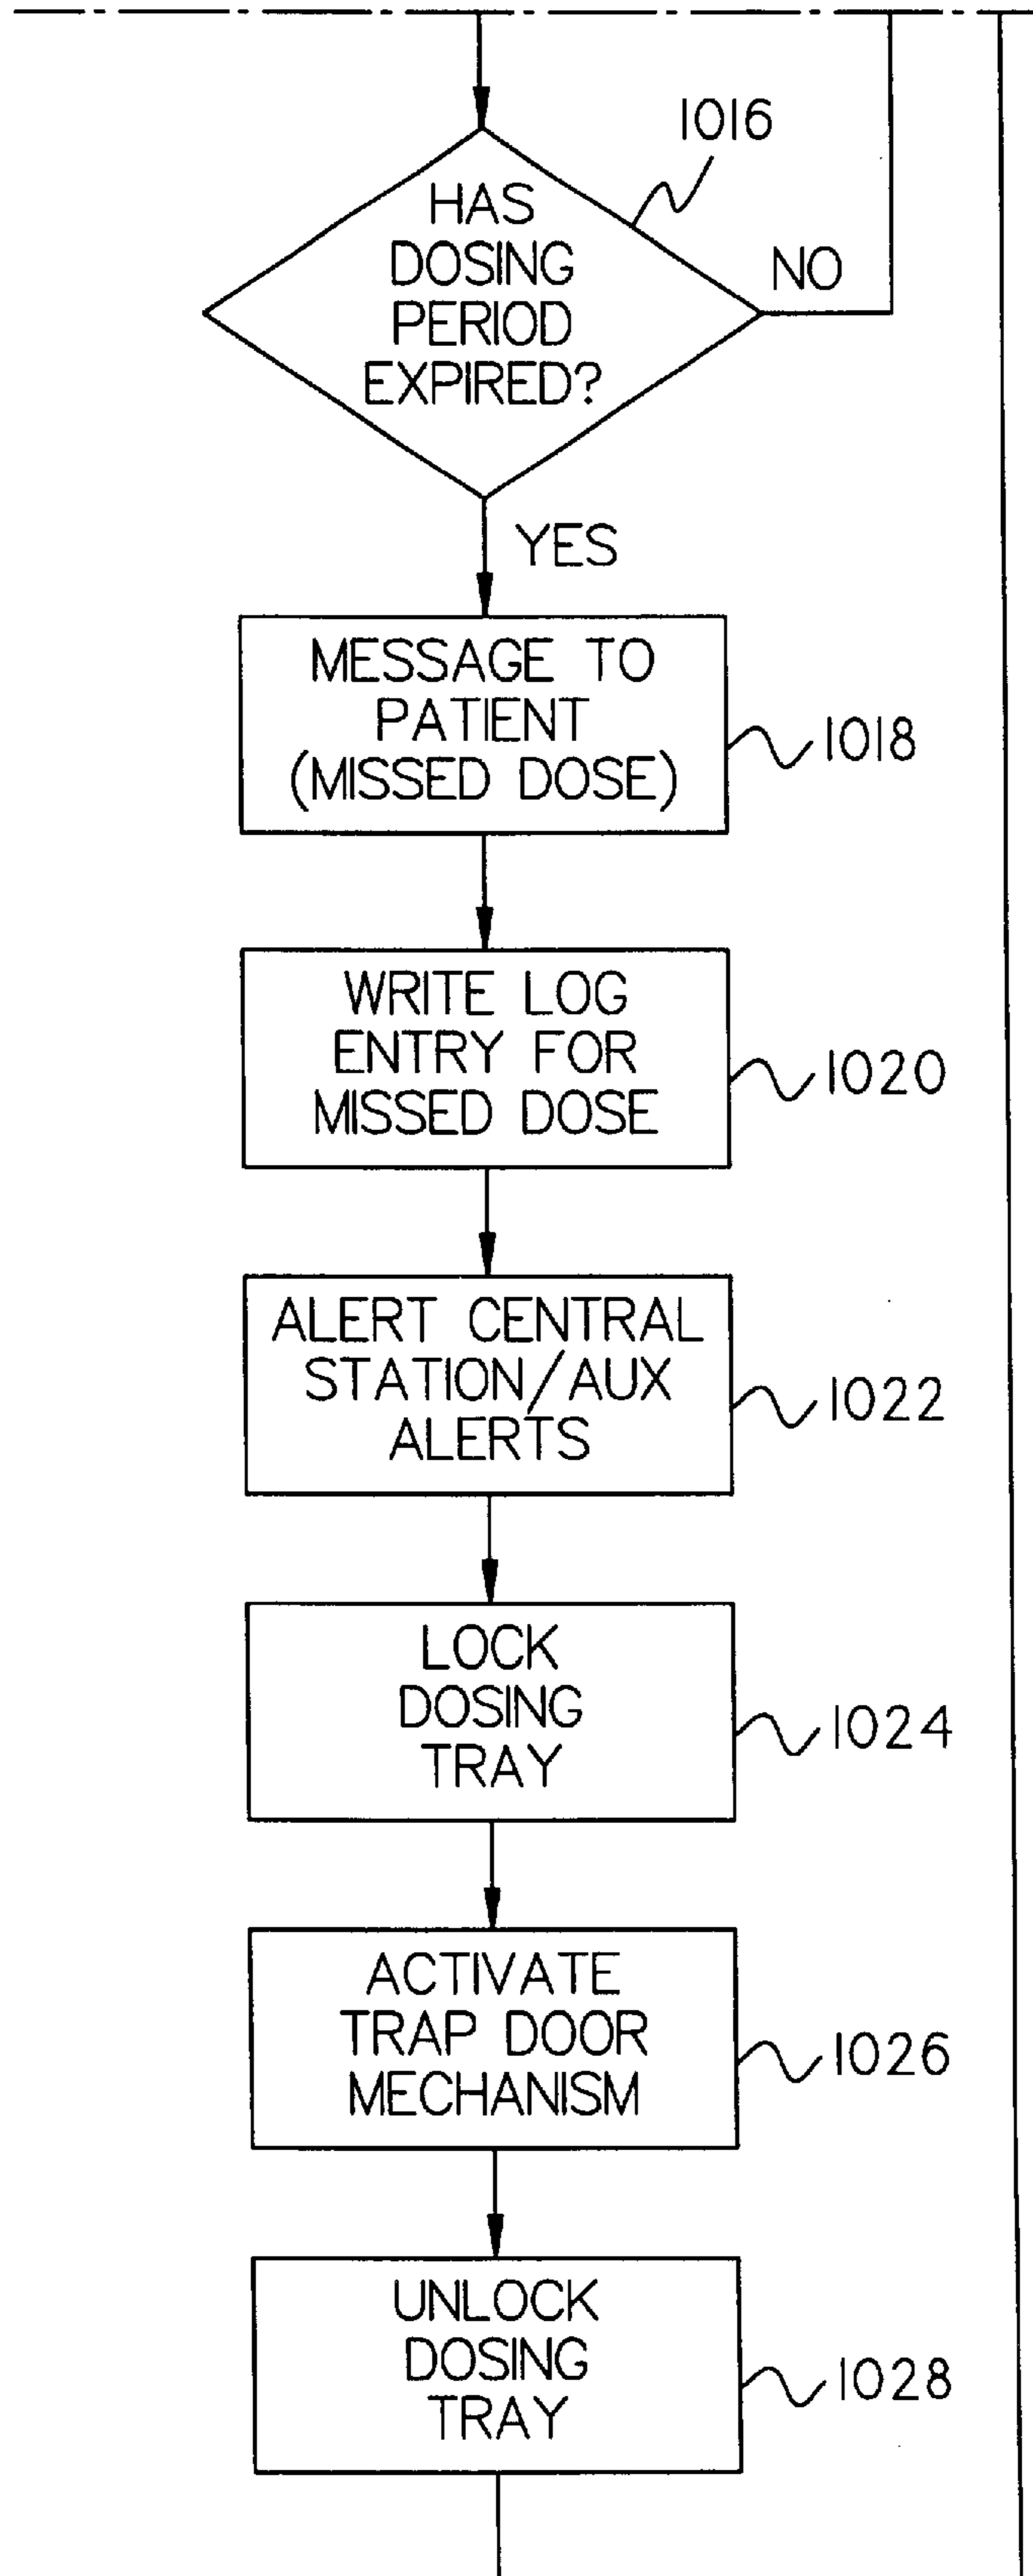 1016
HAS
DOSING
PERIOD
EXPIRED?
NO
YES
MESSAGE TO
PATIENT
(MISSED DOSE)
1018
WRITE LOG
ENTRY FOR
MISSED DOSE
1020
ALERT CENTRAL
STATION/AUX
ALERTS
1022
LOCK
DOSING
TRAY
1024
ACTIVATE
TRAP DOOR
MECHANISM
1026
UNLOCK
DOSING
TRAY
1028